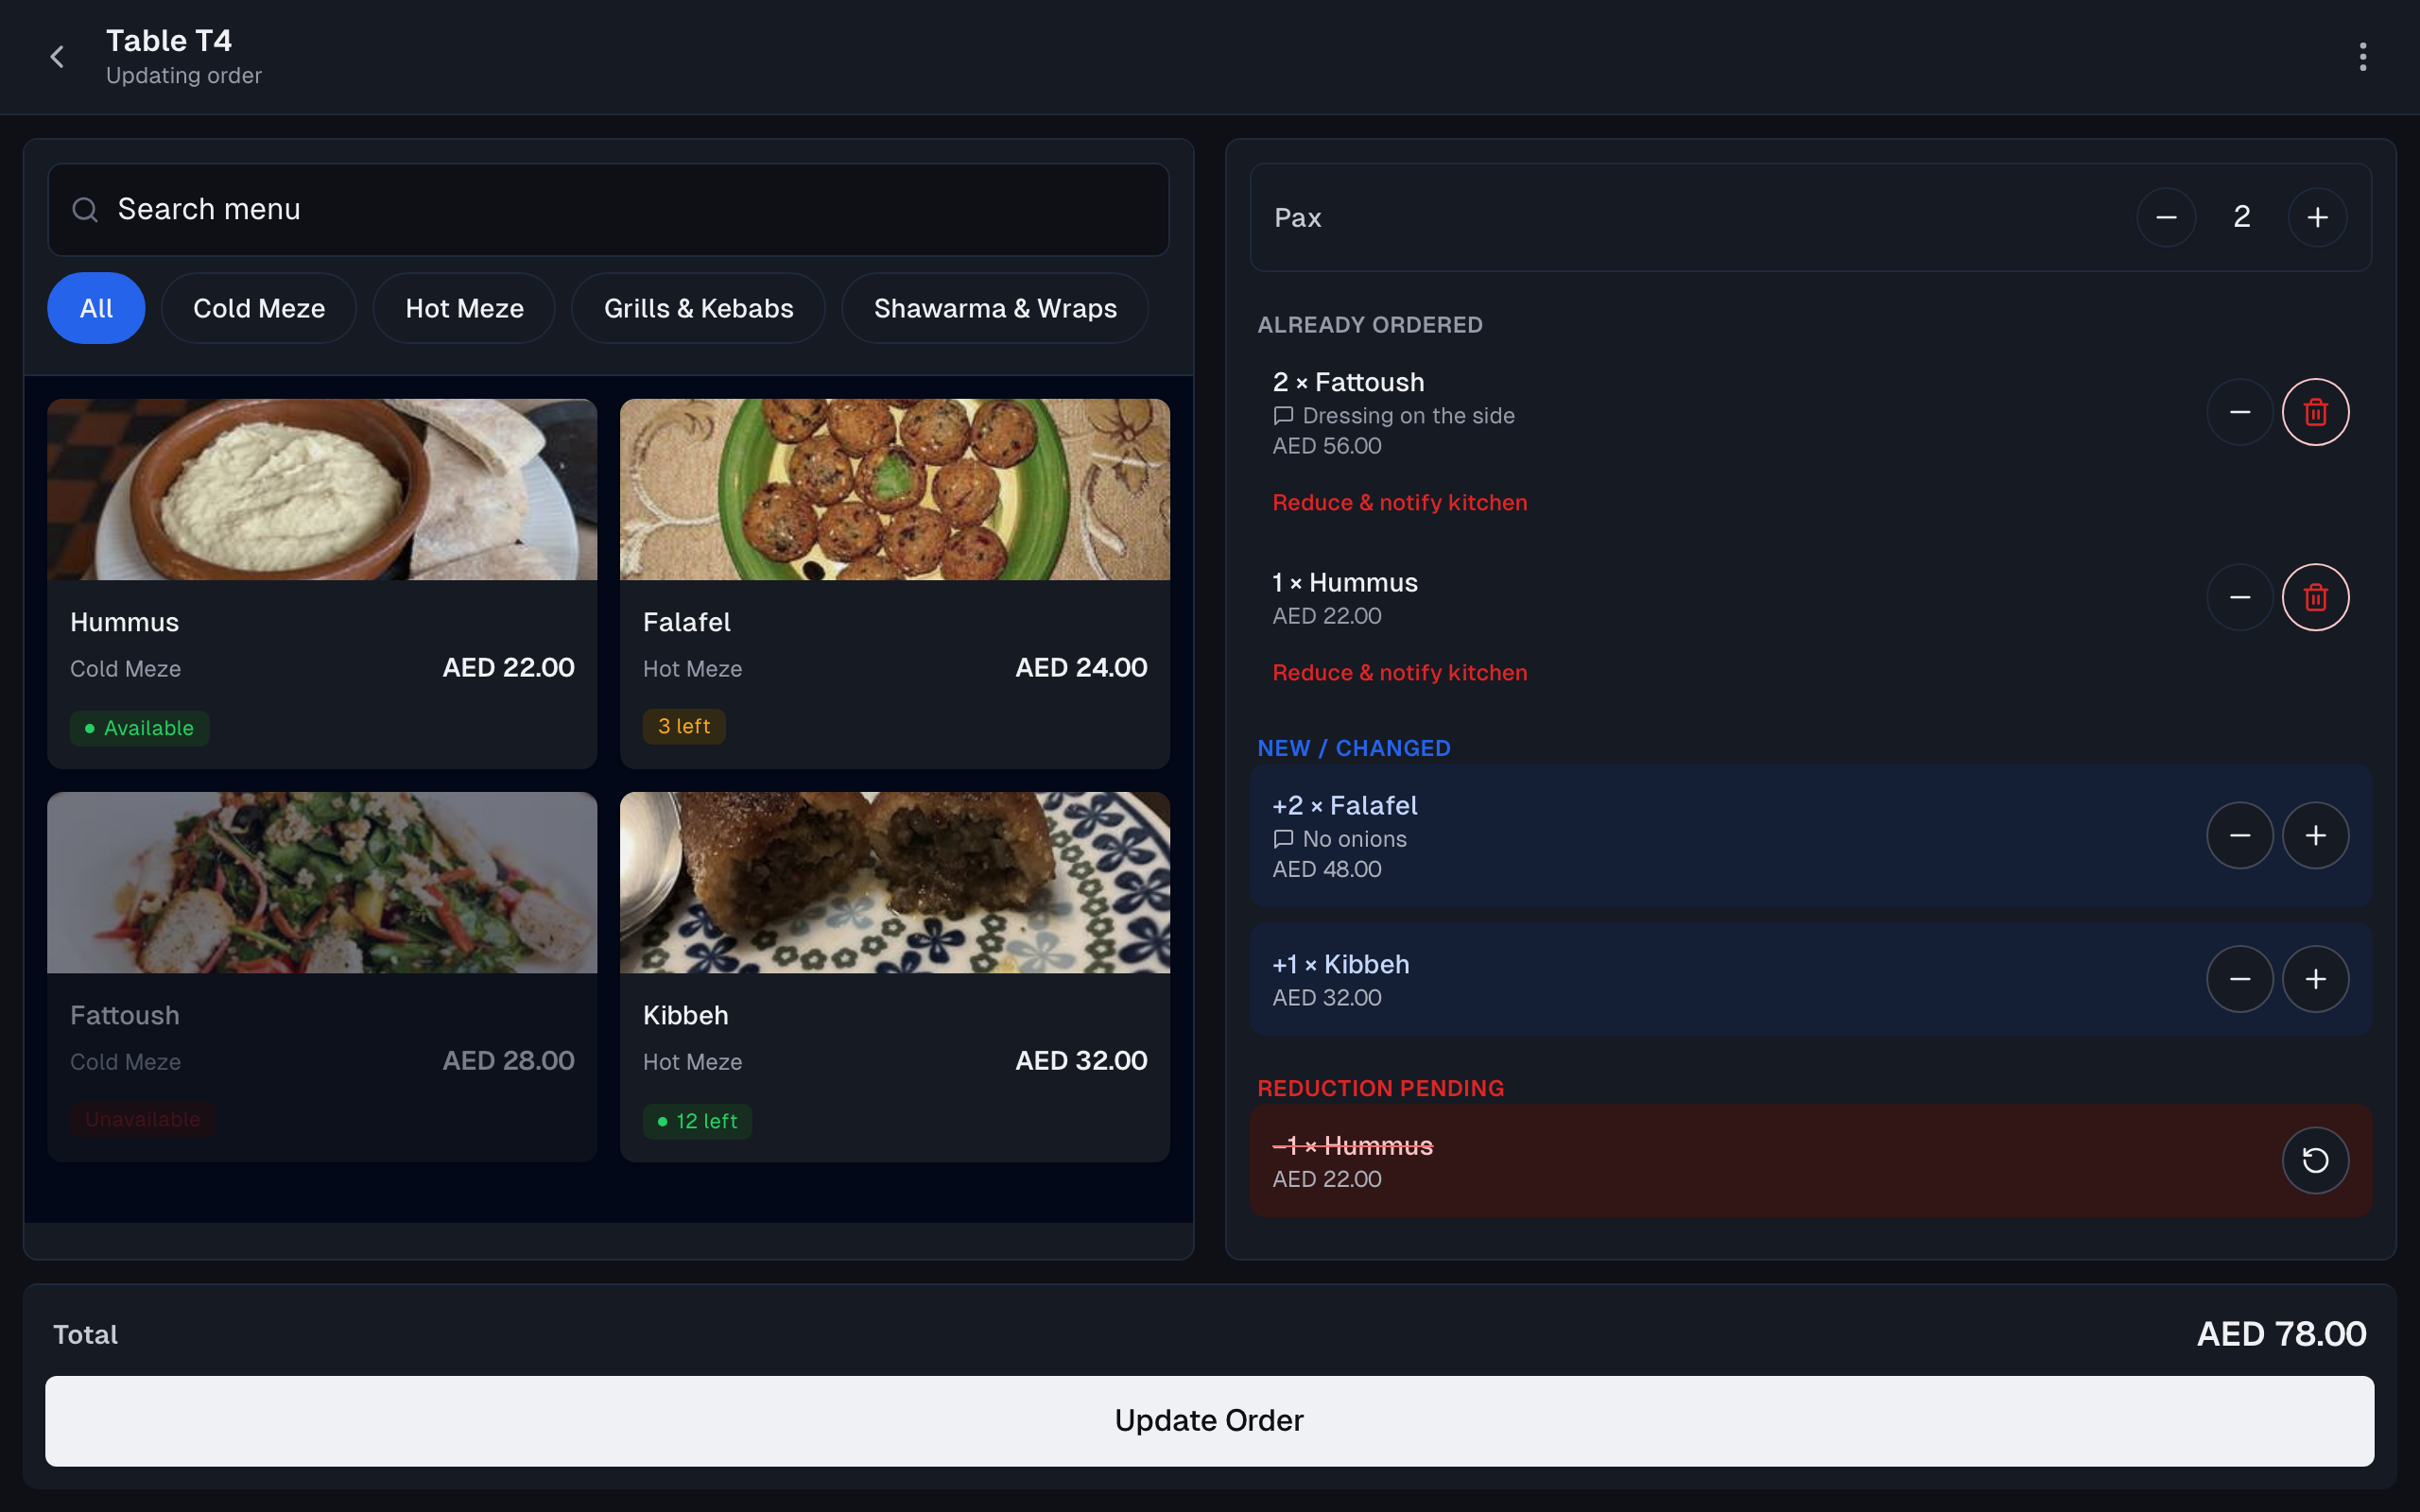 Table T4
Updating order
Search menu
All
Cold Meze
Hot Meze
Grills & Kebabs
Shawarma & Wraps
Hummus
Cold Meze
AED 22.00
Available
Falafel
Hot Meze
AED 24.00
3 left
Fattoush
Cold Meze
AED 28.00
Unavailable
Kibbeh
Hot Meze
AED 32.00
12 left
Pax
2
ALREADY ORDERED
2 × Fattoush
Dressing on the side
AED 56.00
Reduce & notify kitchen
1 × Hummus
AED 22.00
Reduce & notify kitchen
NEW / CHANGED
+2 × Falafel
No onions
AED 48.00
+1 × Kibbeh
AED 32.00
REDUCTION PENDING
−1 × Hummus
AED 22.00
Total
AED 78.00
Update Order